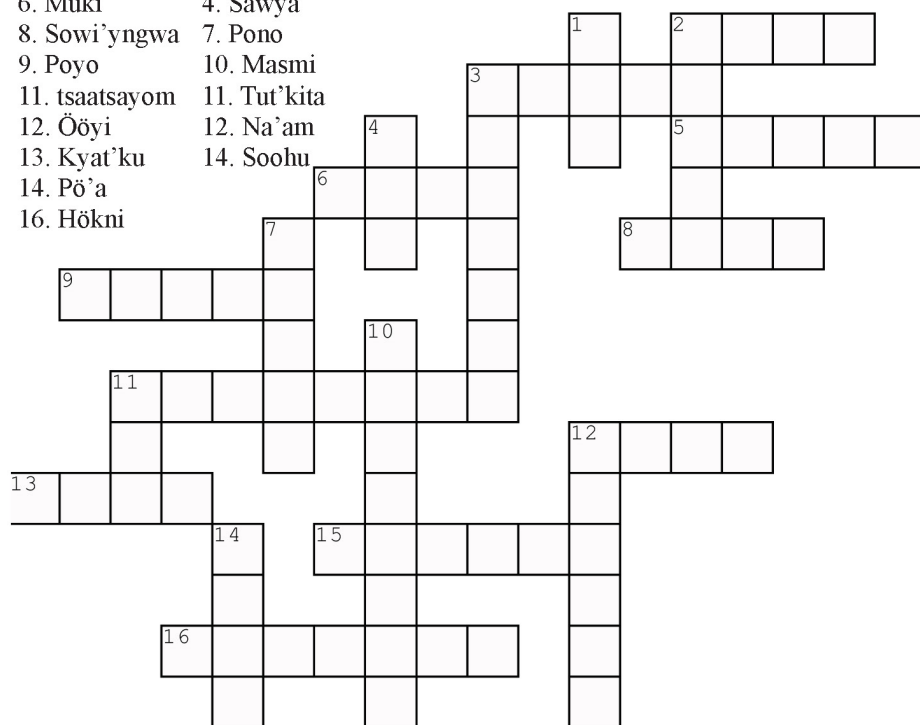 6. Muki
8. Sowi'yngwa
9. Poyo
11. tsaatsayom
12. Ööyi
13. Kyat'ku
14. Pö'a
16. Hökni
4. Sawya
7. Pono
10. Masmi
11. Tut'kita
12. Na'am
14. Soohu
1
2
3
4
5
6
7
8
9
10
11
12
13
14
15
16